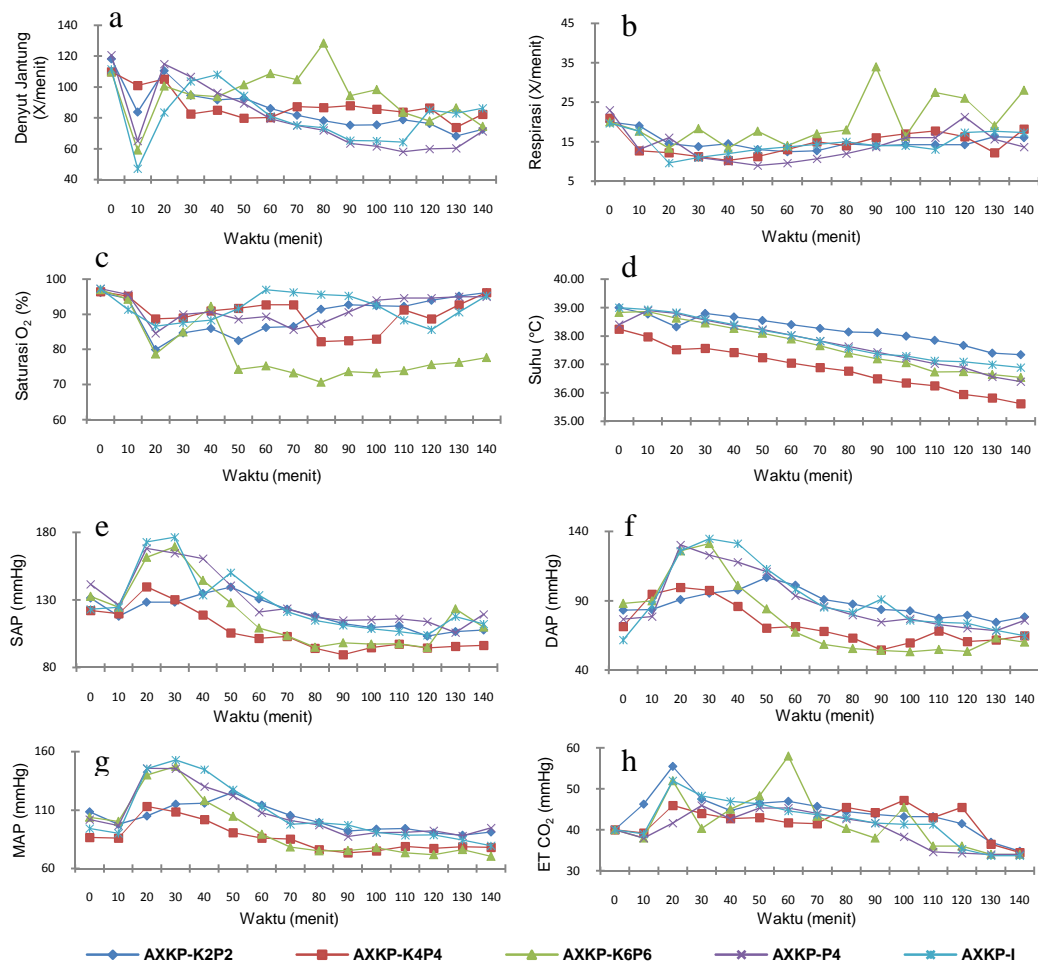 a
Denyut Jantung
(X/menit)
140
120
100
80
60
40
0 10 20 30 40 50 60 70 80 90 100 110 120 130 140
Waktu (menit)
b
Respirasi (X/menit)
45
35
25
15
5
0 10 20 30 40 50 60 70 80 90 100 110 120 130 140
Waktu (menit)
c
Saturasi O₂ (%)
100
90
80
70
60
0 10 20 30 40 50 60 70 80 90 100 110 120 130 140
Waktu (menit)
d
Suhu (°C)
40.00
39.00
38.00
37.00
36.00
35.00
0 10 20 30 40 50 60 70 80 90 100 110 120 130 140
Waktu (menit)
e
SAP (mmHg)
180
130
80
0 10 20 30 40 50 60 70 80 90 100 110 120 130 140
Waktu (menit)
f
DAP (mmHg)
140
90
40
0 10 20 30 40 50 60 70 80 90 100 110 120 130 140
Waktu (menit)
g
MAP (mmHg)
160
110
60
0 10 20 30 40 50 60 70 80 90 100 110 120 130 140
Waktu (menit)
h
ET CO₂ (mmHg)
60
50
40
30
0 10 20 30 40 50 60 70 80 90 100 110 120 130 140
Waktu (menit)
AXKP-K2P2 AXKP-K4P4 AXKP-K6P6 AXKP-P4 AXKP-I